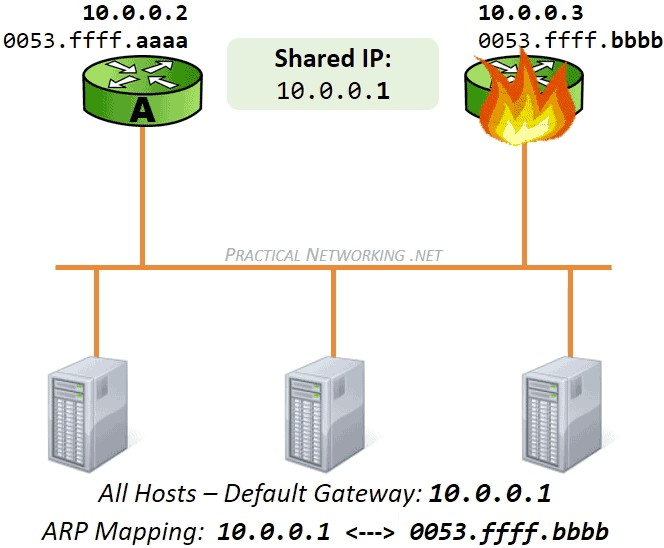 10.0.0.2
0053.ffff.aaaa
A
Shared IP:
10.0.0.1
10.0.0.3
0053.ffff.bbbb
PRACTICAL NETWORKING .NET
All Hosts – Default Gateway: 10.0.0.1
ARP Mapping: 10.0.0.1 <---> 0053.ffff.bbbb